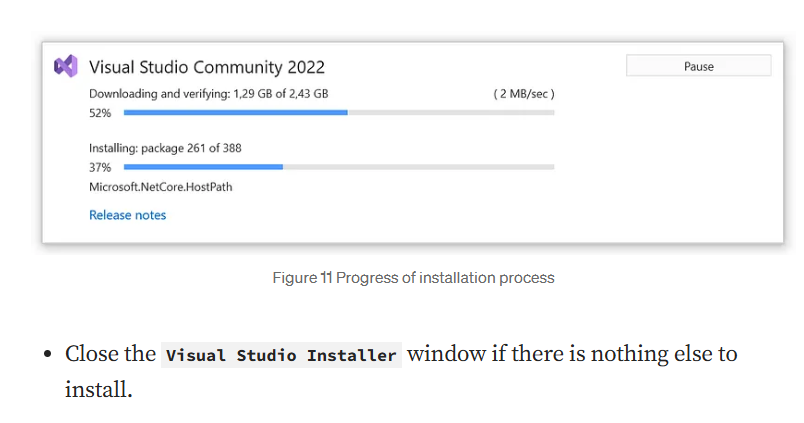 Visual Studio Community 2022
Pause
Downloading and verifying: 1,29 GB of 2,43 GB
( 2 MB/sec )
52%
Installing: package 261 of 388
37%
Microsoft.NetCore.HostPath
Release notes
Figure 11 Progress of installation process
• Close the Visual Studio Installer window if there is nothing else to
install.